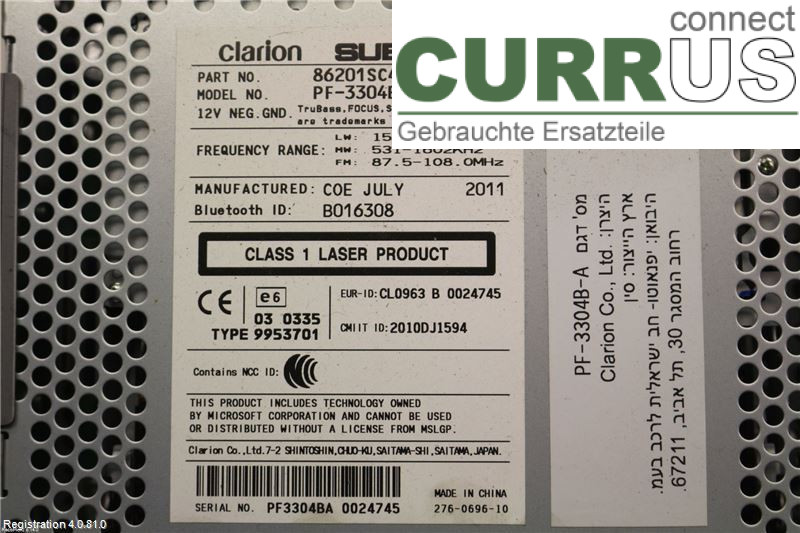 connect
CURRUS
Gebrauchte Ersatzteile
clarion
PART NO. 86201SC4
MODEL NO. PF-3304B
12V NEG.GND. TruBass,FOCUS,S
are trademarks
LW: 15
FREQUENCY RANGE: MW: 531-1602KHz
FM: 87.5-108.0MHz
MANUFACTURED: COE JULY 2011
Bluetooth ID: B016308
CLASS 1 LASER PRODUCT
CE e6 EUR-ID: CL0963 B 0024745
03 0335
TYPE 9953701 CMIIT ID: 2010DJ1594
Contains NCC ID:
THIS PRODUCT INCLUDES TECHNOLOGY OWNED
BY MICROSOFT CORPORATION AND CANNOT BE USED
OR DISTRIBUTED WITHOUT A LICENSE FROM MSLGP.
Clarion Co.,Ltd.7-2 SHINTOSHIN,CHUO-KU,SAITAMA-SHI,SAITAMA,JAPAN.
MADE IN CHINA
SERIAL NO. PF3304BA 0024745 276-0696-10
מס' דגם PF-3304B-A
היצרן: Clarion Co., Ltd.
ארץ הייצור: סין
היבואן: יפנאוטו- חב' ישראלית לרכב בעמ.
רחוב המסגר 30, תל אביב, 67211.
Registration 4.0.81.0